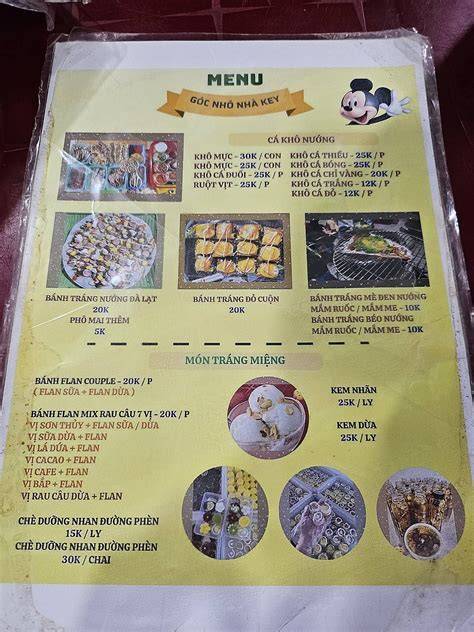 MENU
GÓC NHỎ NHÀ KEY
CÁ KHÔ NƯỚNG
KHÔ MỰC - 30K / CON
KHÔ MỰC - 25K / CON
KHÔ CÁ ĐUỐI - 25K / P
RUỘT VỊT - 25K / P
KHÔ CÁ THIỀU - 25K / P
KHÔ CÁ BÓNG - 25K / P
KHÔ CÁ CHỈ VÀNG - 20K / P
KHÔ CÁ TRẮNG - 12K / P
KHÔ CÁ ĐỎ - 12K / P
BÁNH TRÁNG NƯỚNG ĐÀ LẠT
20K
PHÔ MAI THÊM
5K
BÁNH TRÁNG ĐỎ CUỘN
20K
BÁNH TRÁNG MÈ ĐEN NƯỚNG
MẮM RUỐC / MẮM ME - 10K
BÁNH TRÁNG BÉO NƯỚNG
MẮM RUỐC / MẮM ME - 10K
MÓN TRÁNG MIỆNG
BÁNH FLAN COUPLE - 20K / P
( FLAN SỮA + FLAN DỪA )
BÁNH FLAN MIX RAU CÂU 7 VỊ - 20K / P
VỊ SƠN THỦY + FLAN SỮA / DỪA
VỊ SỮA DỪA + FLAN
VỊ LÁ DỨA + FLAN
VỊ CACAO + FLAN
VỊ CAFE + FLAN
VỊ BẮP + FLAN
VỊ RAU CÂU DỪA + FLAN
CHÈ DƯỠNG NHAN ĐƯỜNG PHÈN
15K / LY
CHÈ DƯỠNG NHAN ĐƯỜNG PHÈN
30K / CHAI
KEM NHÃN
25K / LY
KEM DỪA
25K / LY